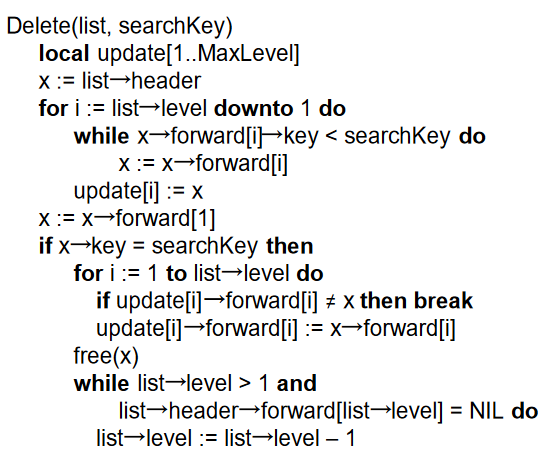 Delete(list, searchKey)
local update[1..MaxLevel]
x := list→header
for i := list→level downto 1 do
while x→forward[i]→key < searchKey do
x := x→forward[i]
update[i] := x
x := x→forward[1]
if x→key = searchKey then
for i := 1 to list→level do
if update[i]→forward[i] ≠ x then break
update[i]→forward[i] := x→forward[i]
free(x)
while list→level > 1 and
list→header→forward[list→level] = NIL do
list→level := list→level – 1